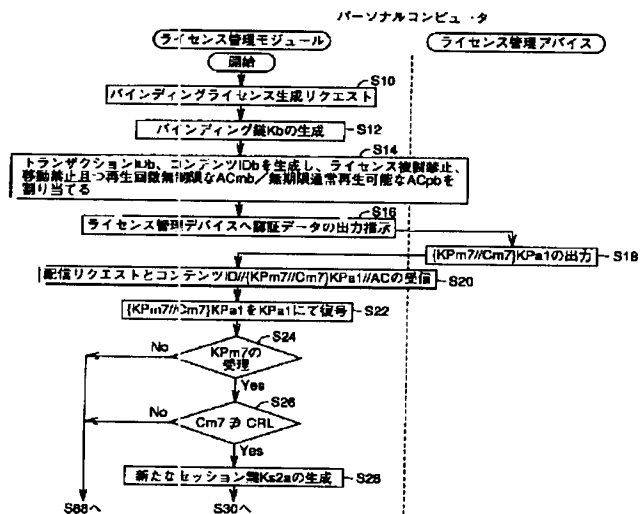 パーソナルコンピュータ
ライセンス管理モジュール
ライセンス管理デバイス
開始
S10
バインディングライセンス生成リクエスト
バインディング鍵Kbの生成
S12
S14
トランザクションIDb、コンテンツIDbを生成し、ライセンス複製禁止、
移動禁止且つ再生回数無制限なACmb／無期限通常再生可能なACpbを
割り当てる
S16
ライセンス管理デバイスへ認証データの出力指示
{KPm7//Cm7}KPa1の出力
S18
配信リクエストとコンテンツID//{KPm7//Cm7}KPa1//ACの受信
S20
{KPm7//Cm7}KPa1をKPa1にて復号
S22
S24
KPm7の
受理
No
Yes
S26
Cm7 ∌ CRL
No
Yes
新たなセッション鍵Ks2aの生成
S28
S68へ
S30へ